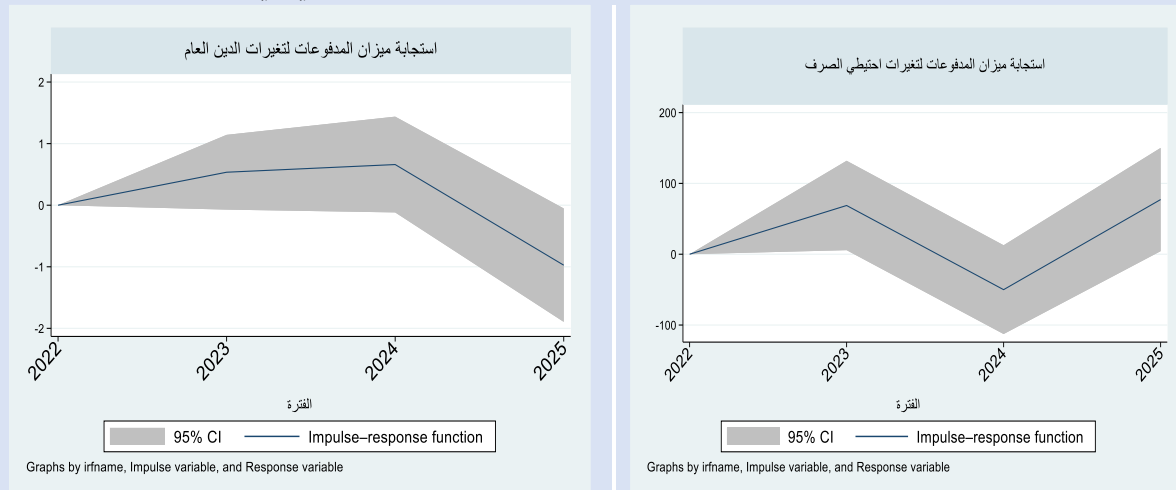 استجابة ميزان المدفوعات لتغيرات الدين العام
2
1
0
-1
-2
2022
2023
2024
2025
الفترة
95% CI
Impulse–response function
Graphs by irfname, Impulse variable, and Response variable
استجابة ميزان المدفوعات لتغيرات احتيطي الصرف
200
100
0
-100
2022
2023
2024
2025
الفترة
95% CI
Impulse–response function
Graphs by irfname, Impulse variable, and Response variable